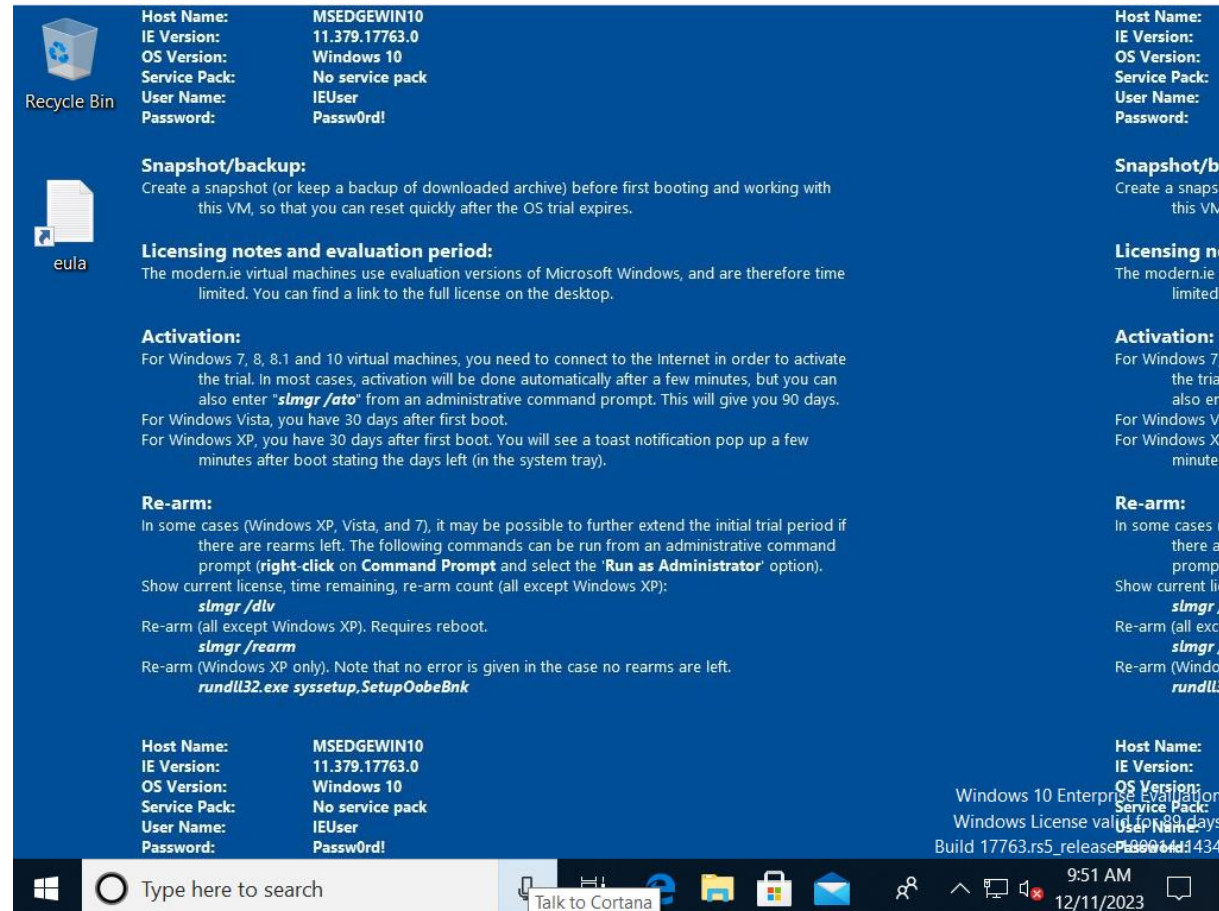 Recycle Bin
eula
Host Name: MSEDGEWIN10
IE Version: 11.379.17763.0
OS Version: Windows 10
Service Pack: No service pack
User Name: IEUser
Password: Passw0rd!
Snapshot/backup:
Create a snapshot (or keep a backup of downloaded archive) before first booting and working with
this VM, so that you can reset quickly after the OS trial expires.
Licensing notes and evaluation period:
The modern.ie virtual machines use evaluation versions of Microsoft Windows, and are therefore time
limited. You can find a link to the full license on the desktop.
Activation:
For Windows 7, 8, 8.1 and 10 virtual machines, you need to connect to the Internet in order to activate
the trial. In most cases, activation will be done automatically after a few minutes, but you can
also enter "slmgr /ato" from an administrative command prompt. This will give you 90 days.
For Windows Vista, you have 30 days after first boot.
For Windows XP, you have 30 days after first boot. You will see a toast notification pop up a few
minutes after boot stating the days left (in the system tray).
Re-arm:
In some cases (Windows XP, Vista, and 7), it may be possible to further extend the initial trial period if
there are rearms left. The following commands can be run from an administrative command
prompt (right-click on Command Prompt and select the 'Run as Administrator' option).
Show current license, time remaining, re-arm count (all except Windows XP):
slmgr /dlv
Re-arm (all except Windows XP). Requires reboot.
slmgr /rearm
Re-arm (Windows XP only). Note that no error is given in the case no rearms are left.
rundll32.exe syssetup,SetupOobeBnk
Host Name: MSEDGEWIN10
IE Version: 11.379.17763.0
OS Version: Windows 10
Service Pack: No service pack
User Name: IEUser
Password: Passw0rd!
Host Name:
IE Version:
OS Version:
Service Pack:
User Name:
Password:
Snapshot/b
Create a snaps
this VM
Licensing n
The modern.ie
limited
Activation:
For Windows 7
the tria
also en
For Windows V
For Windows X
minute
Re-arm:
In some cases (
there a
promp
Show current li
slmgr /
Re-arm (all exc
slmgr /
Re-arm (Windo
rundll3
Host Name:
IE Version:
OS Version:
Service Pack:
User Name:
Password:
Windows 10 Enterprise Evaluation
Windows License valid for 89 days
Build 17763.rs5_release
Type here to search
Talk to Cortana
9:51 AM
12/11/2023